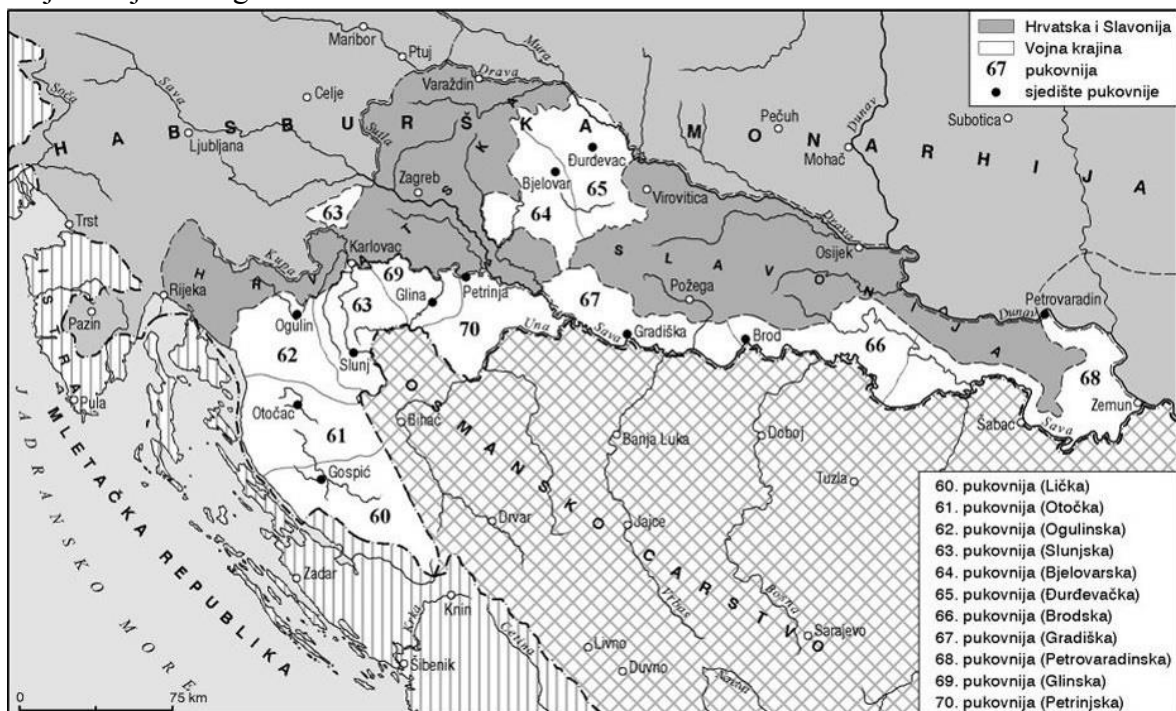 Hrvatska i Slavonija
Vojna krajina
67 pukovnija
sjedište pukovnije
HABSBURŠKA MONARHIJA
HRVATSKA
SLAVONIJA
ISTRA
MLETAČKA REPUBLIKA
JADRANSKO MORE
OSMANSKO CARSTVO
Maribor
Ptuj
Mura
Drava
Varaždin
Soča
Sava
Celje
Sutla
Ljubljana
Zagreb
Đurđevac
Bjelovar
65
64
Virovitica
Pečuh
Mohač
Dunav
Subotica
Drava
Osijek
Trst
63
Karlovac
Kupa
69
Rijeka
Pazin
Pula
Ogulin
63
Glina
Petrinja
70
Slunj
62
67
Požega
Una
Sava
Gradiška
Brod
66
Petrovaradin
Dunav
68
Zemun
Sava
Šabac
Otočac
61
Bihać
Banja Luka
Doboj
Tuzla
Gospić
60
Drvar
Jajce
Vrbas
Bosna
Sarajevo
Zadar
Knin
Krka
Cetina
Šibenik
Livno
Duvno
0 75 km
60. pukovnija (Lička)
61. pukovnija (Otočka)
62. pukovnija (Ogulinska)
63. pukovnija (Slunjska)
64. pukovnija (Bjelovarska)
65. pukovnija (Đurđevačka)
66. pukovnija (Brodska)
67. pukovnija (Gradiška)
68. pukovnija (Petrovaradinska)
69. pukovnija (Glinska)
70. pukovnija (Petrinjska)